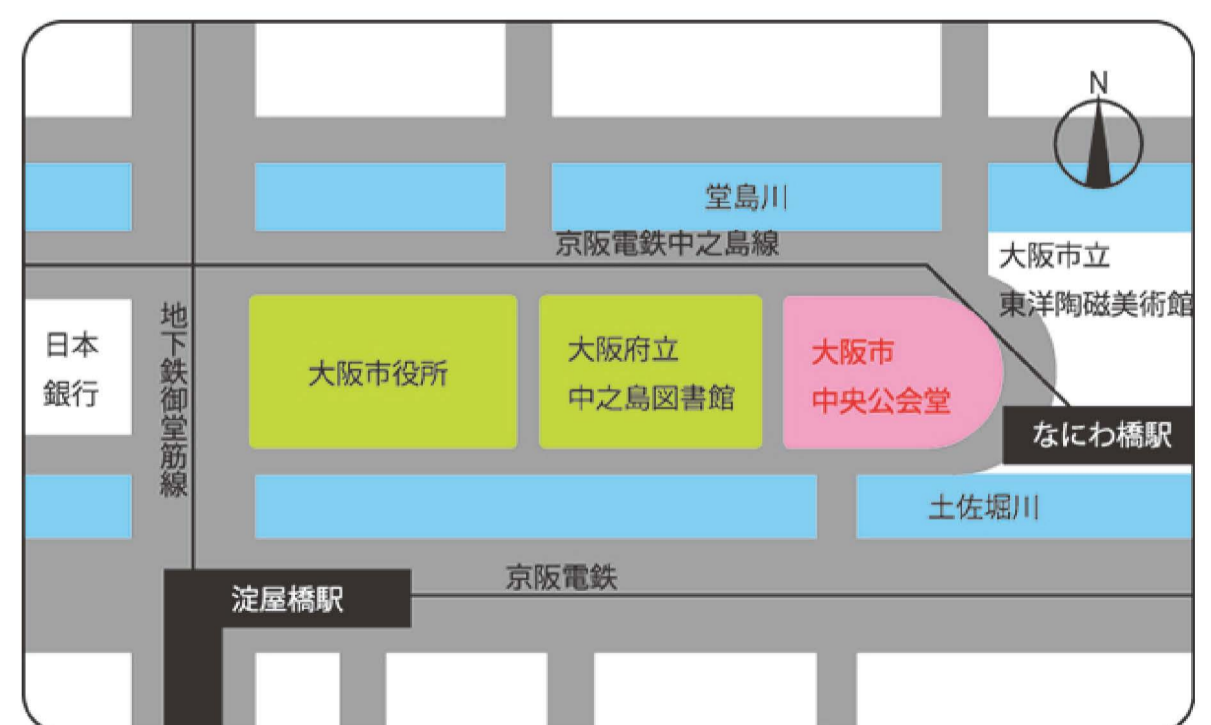 N
堂島川
京阪電鉄中之島線
大阪市立
東洋陶磁美術館
日本
銀行
地下鉄御堂筋線
大阪市役所
大阪府立
中之島図書館
大阪市
中央公会堂
なにわ橋駅
土佐堀川
京阪電鉄
淀屋橋駅